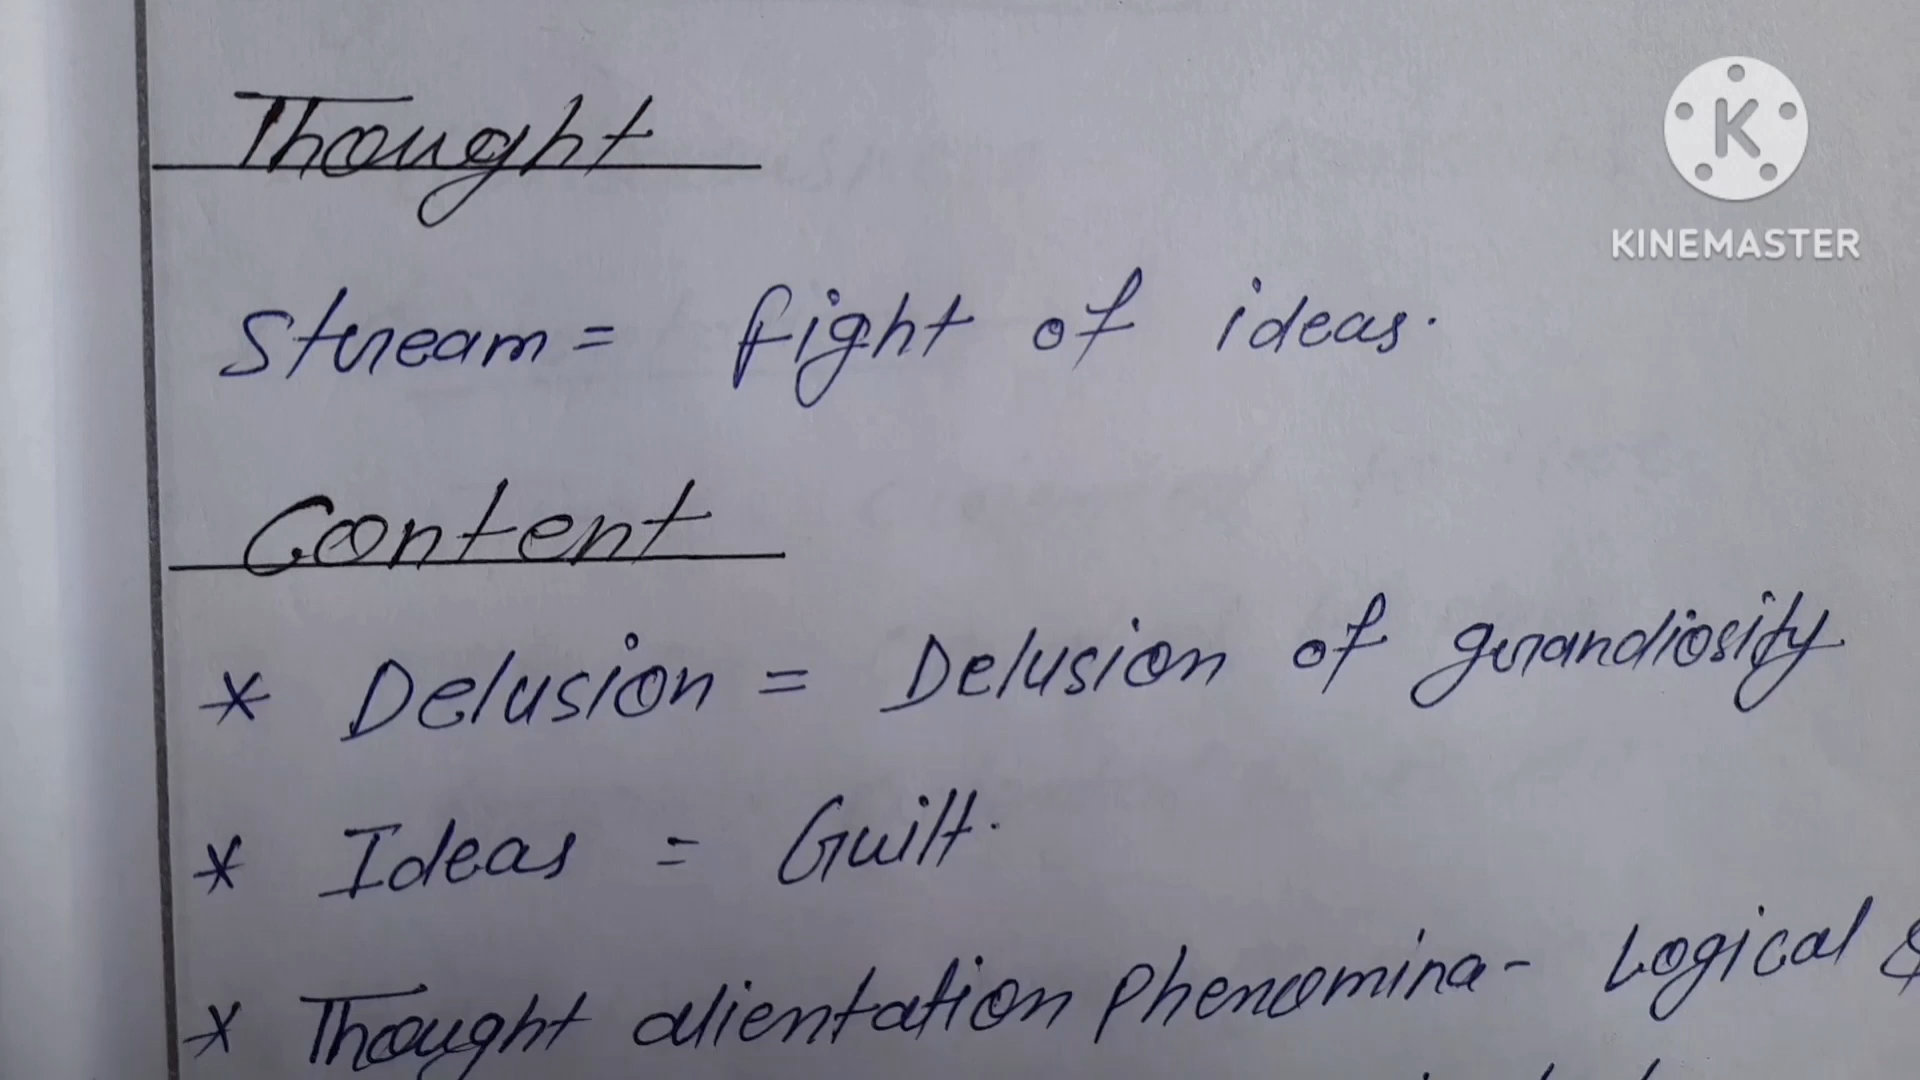 Thought
KINEMASTER
Stream = fight of ideas.
Content
* Delusion = Delusion of grandiosity
* Ideas = Guilt.
* Thought alientation phenomina - Logical &